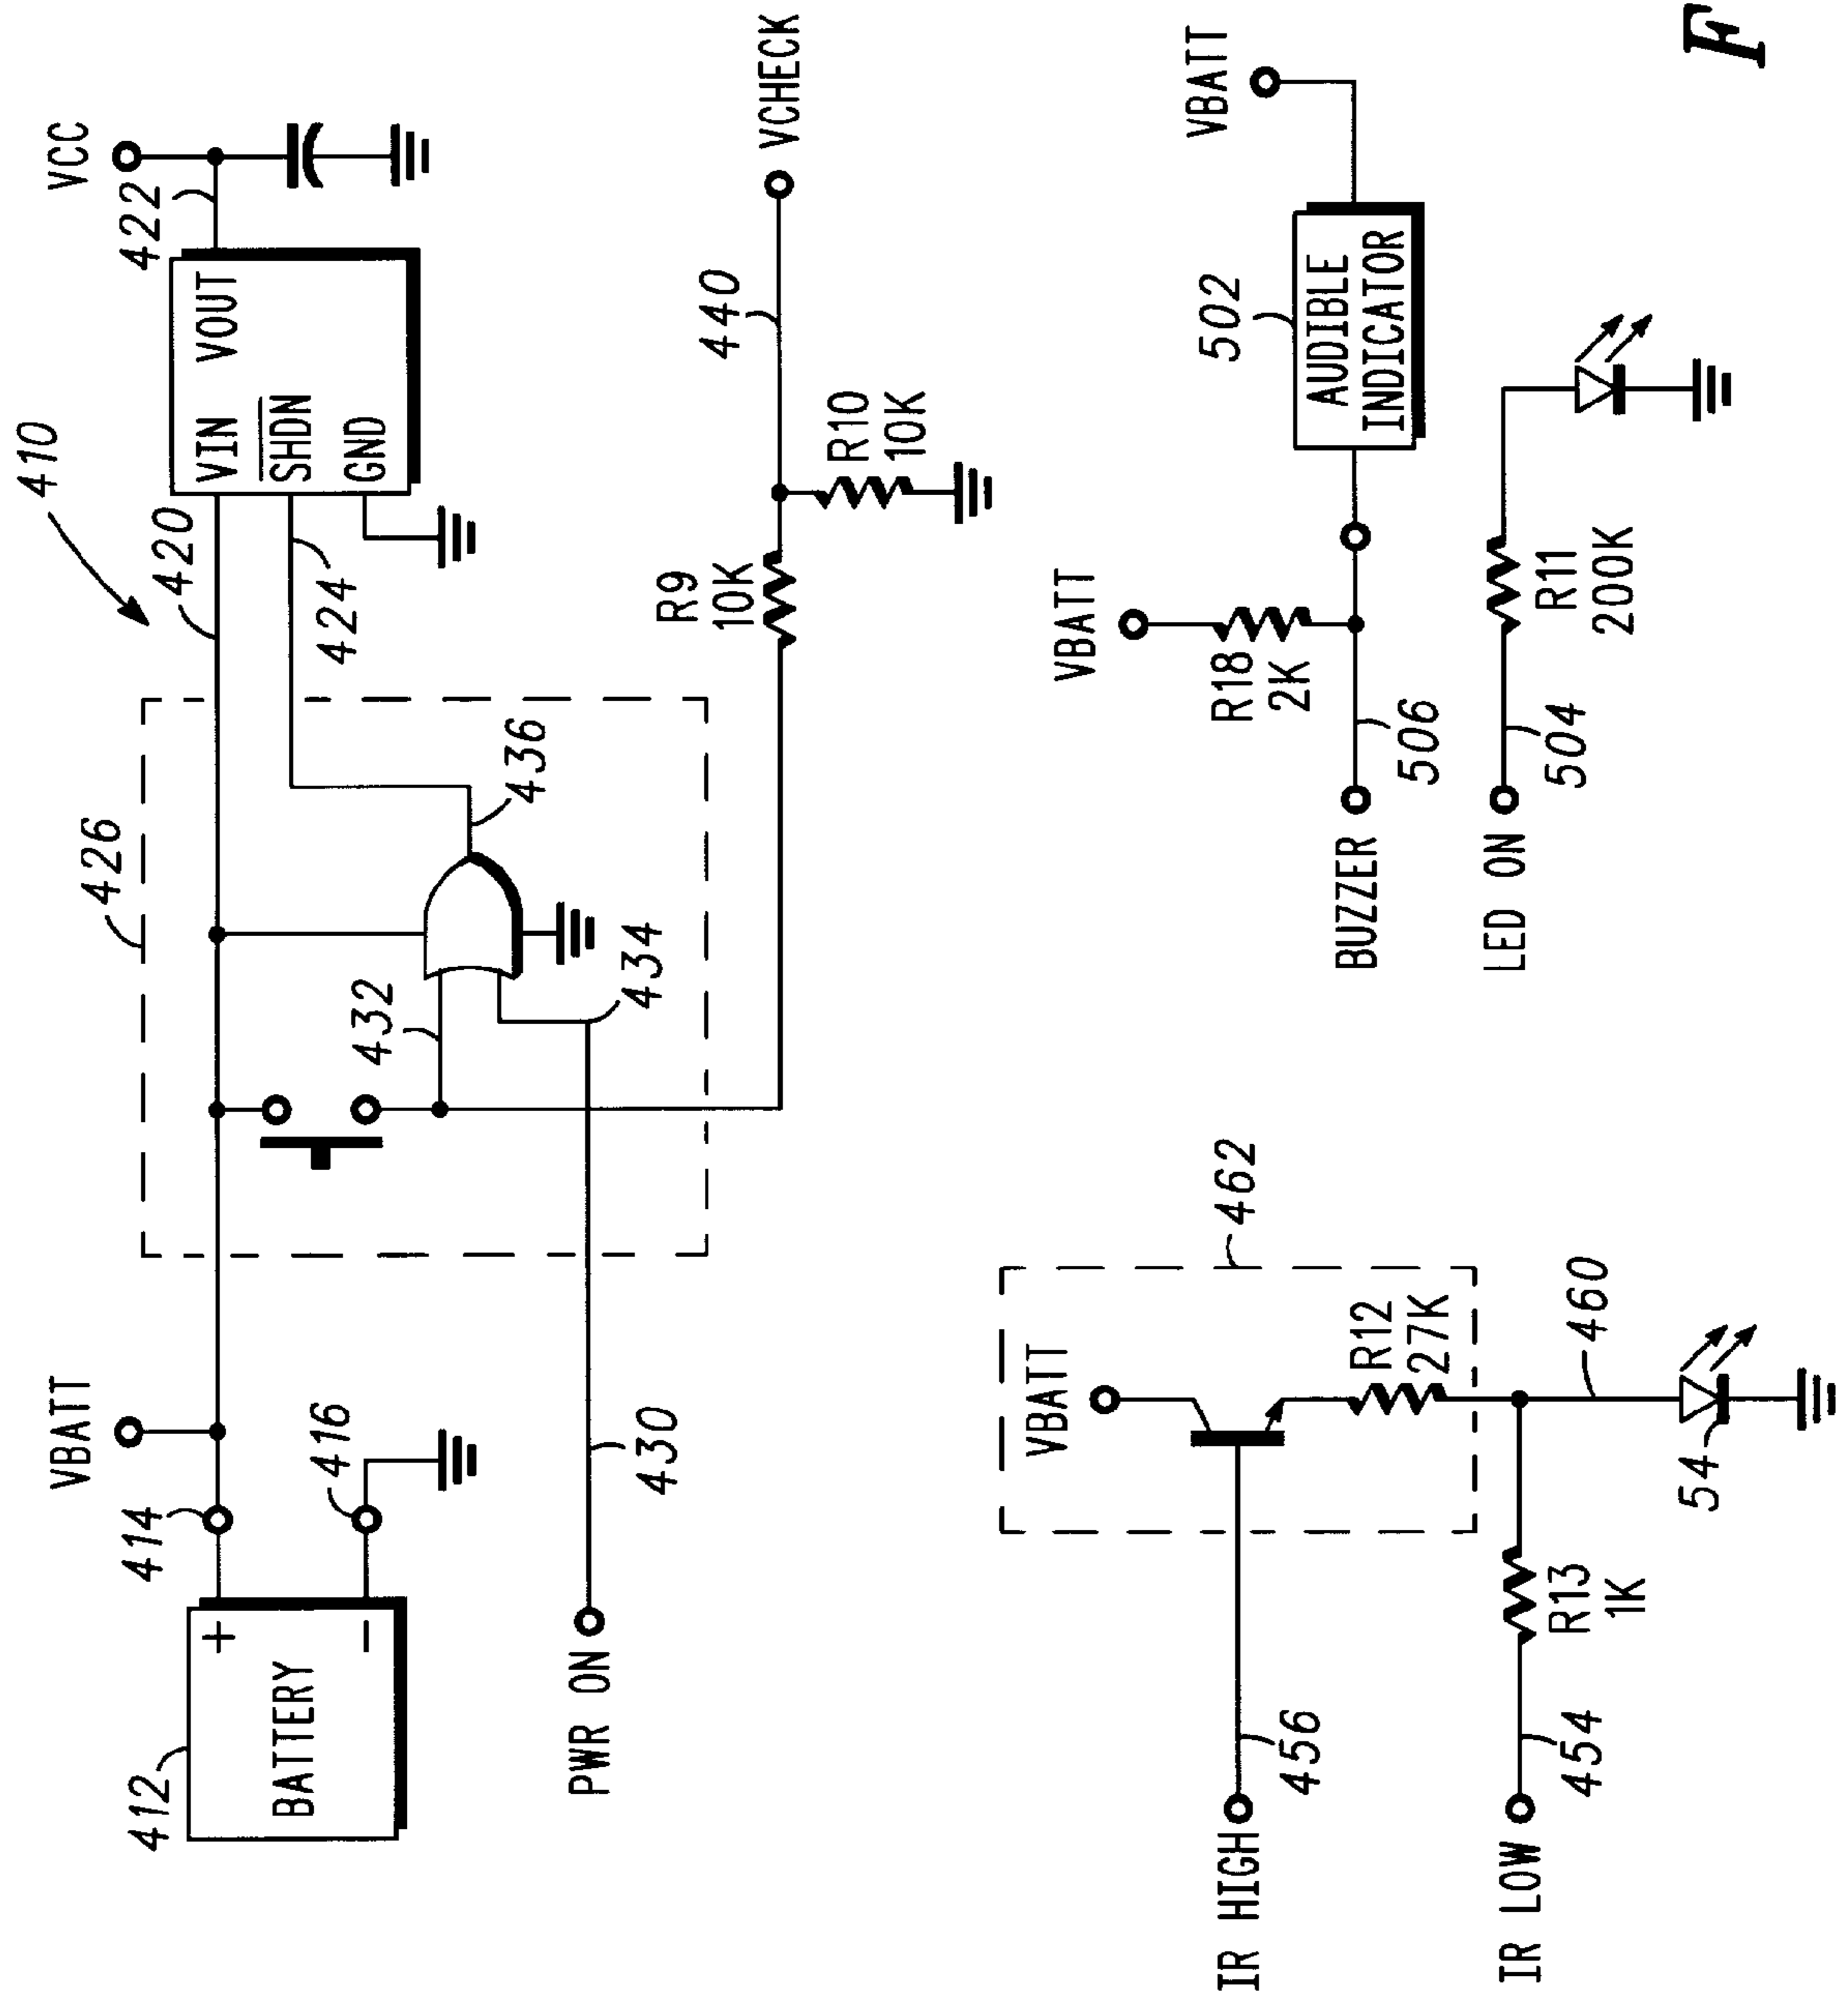 410
VBATT
VCC
426
412
414
420
422
+
VIN
VOUT
BATTERY
416
SHDN
424
−
GND
432
436
PWR ON
430
434
R9
10K
440
VCHECK
R10
10K
462
VBATT
VBATT
VBATT
IR HIGH
456
R18
2K
502
AUDIBLE
INDICATOR
R12
27K
BUZZER
506
IR LOW
454
R13
1K
460
54
LED ON
504
R11
200K
F